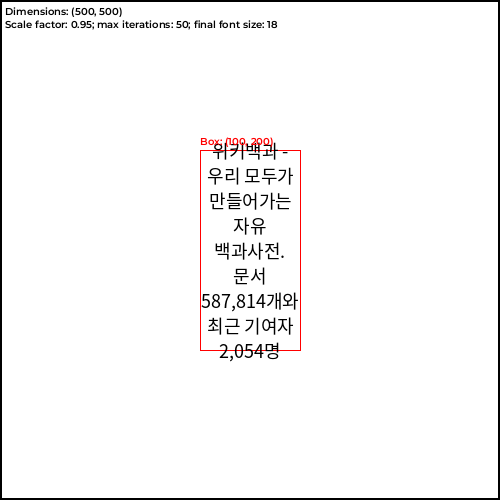 Dimensions: (500, 500)
Scale factor: 0.95; max iterations: 50; final font size: 18
Box: (100, 200)
위키백과 -
우리 모두가
만들어가는
자유
백과사전.
문서
587,814개와
최근 기여자
2,054명